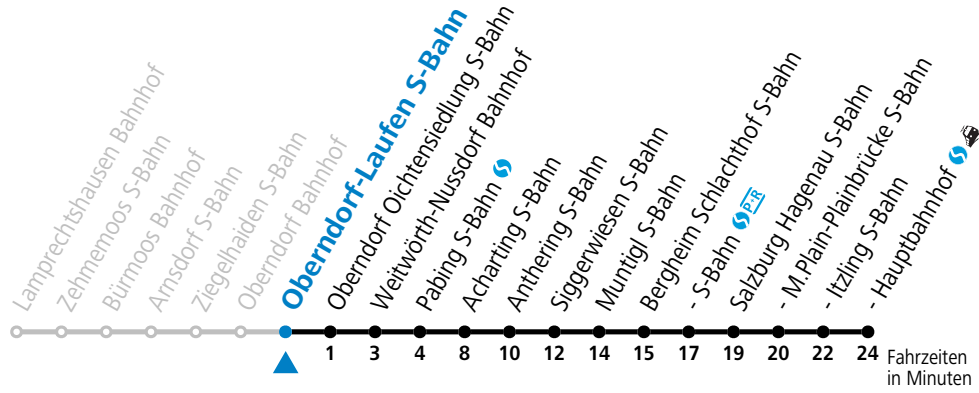 Lamprechtshausen Bahnhof
Zehmemoos S-Bahn
Bürmoos Bahnhof
Arnsdorf S-Bahn
Ziegelhaiden S-Bahn
Oberndorf Bahnhof
Oberndorf-Laufen S-Bahn
Oberndorf Oichtensiedlung S-Bahn
Weitwörth-Nussdorf Bahnhof
Pabing S-Bahn S
Acharting S-Bahn
Anthering S-Bahn
Siggerwiesen S-Bahn
Muntigl S-Bahn
Bergheim Schlachthof S-Bahn
- S-Bahn S P+R
Salzburg Hagenau S-Bahn
- M.Plain-Plainbrücke S-Bahn
- Itzling S-Bahn
- Hauptbahnhof S
1 3 4 8 10 12 14 15 17 19 20 22 24 Fahrzeiten
in Minuten